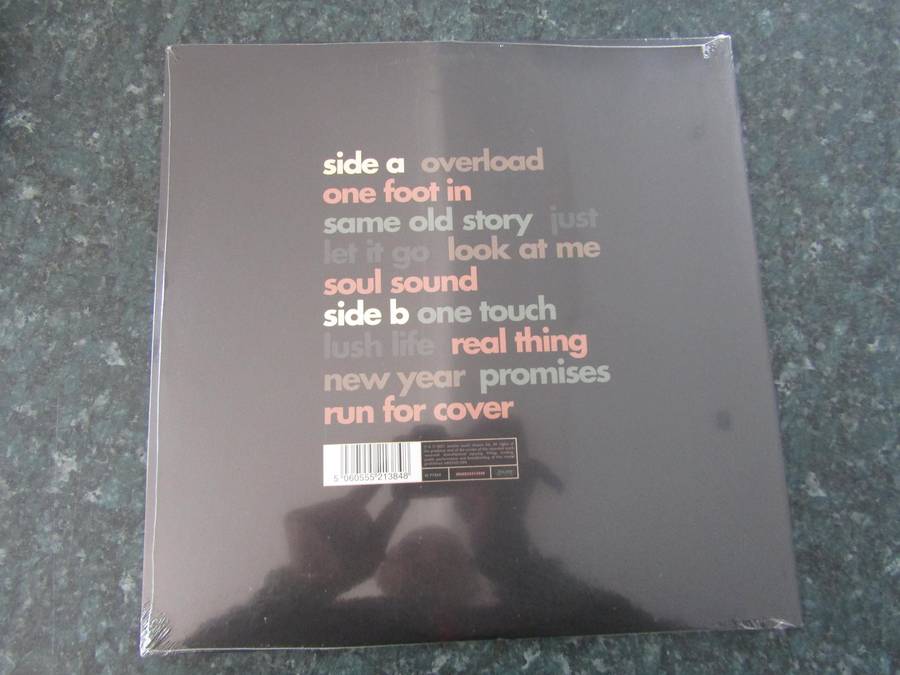 side a overload
one foot in
same old story just
let it go look at me
soul sound
side b one touch
lush life real thing
new year promises
run for cover
5 060555 213848